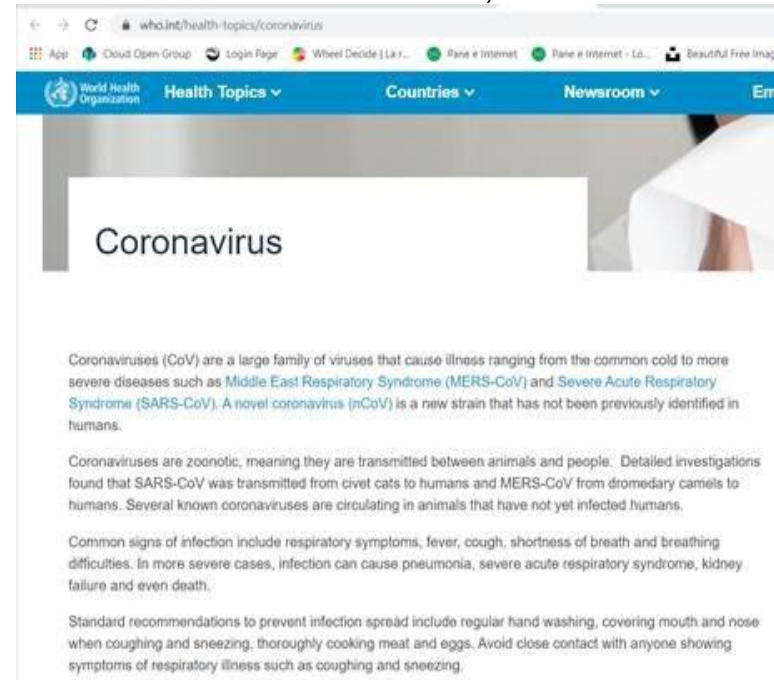 who.int/health-topics/coronavirus
App Cloud Open Group Login Page Wheel Decide | La r... Pane e Internet Pane e Internet - Lo... Beautiful Free Imag
World Health Organization Health Topics Countries Newsroom Em
Coronavirus
Coronaviruses (CoV) are a large family of viruses that cause illness ranging from the common cold to more
severe diseases such as Middle East Respiratory Syndrome (MERS-CoV) and Severe Acute Respiratory
Syndrome (SARS-CoV). A novel coronavirus (nCoV) is a new strain that has not been previously identified in
humans.
Coronaviruses are zoonotic, meaning they are transmitted between animals and people. Detailed investigations
found that SARS-CoV was transmitted from civet cats to humans and MERS-CoV from dromedary camels to
humans. Several known coronaviruses are circulating in animals that have not yet infected humans.
Common signs of infection include respiratory symptoms, fever, cough, shortness of breath and breathing
difficulties. In more severe cases, infection can cause pneumonia, severe acute respiratory syndrome, kidney
failure and even death.
Standard recommendations to prevent infection spread include regular hand washing, covering mouth and nose
when coughing and sneezing, thoroughly cooking meat and eggs. Avoid close contact with anyone showing
symptoms of respiratory illness such as coughing and sneezing.